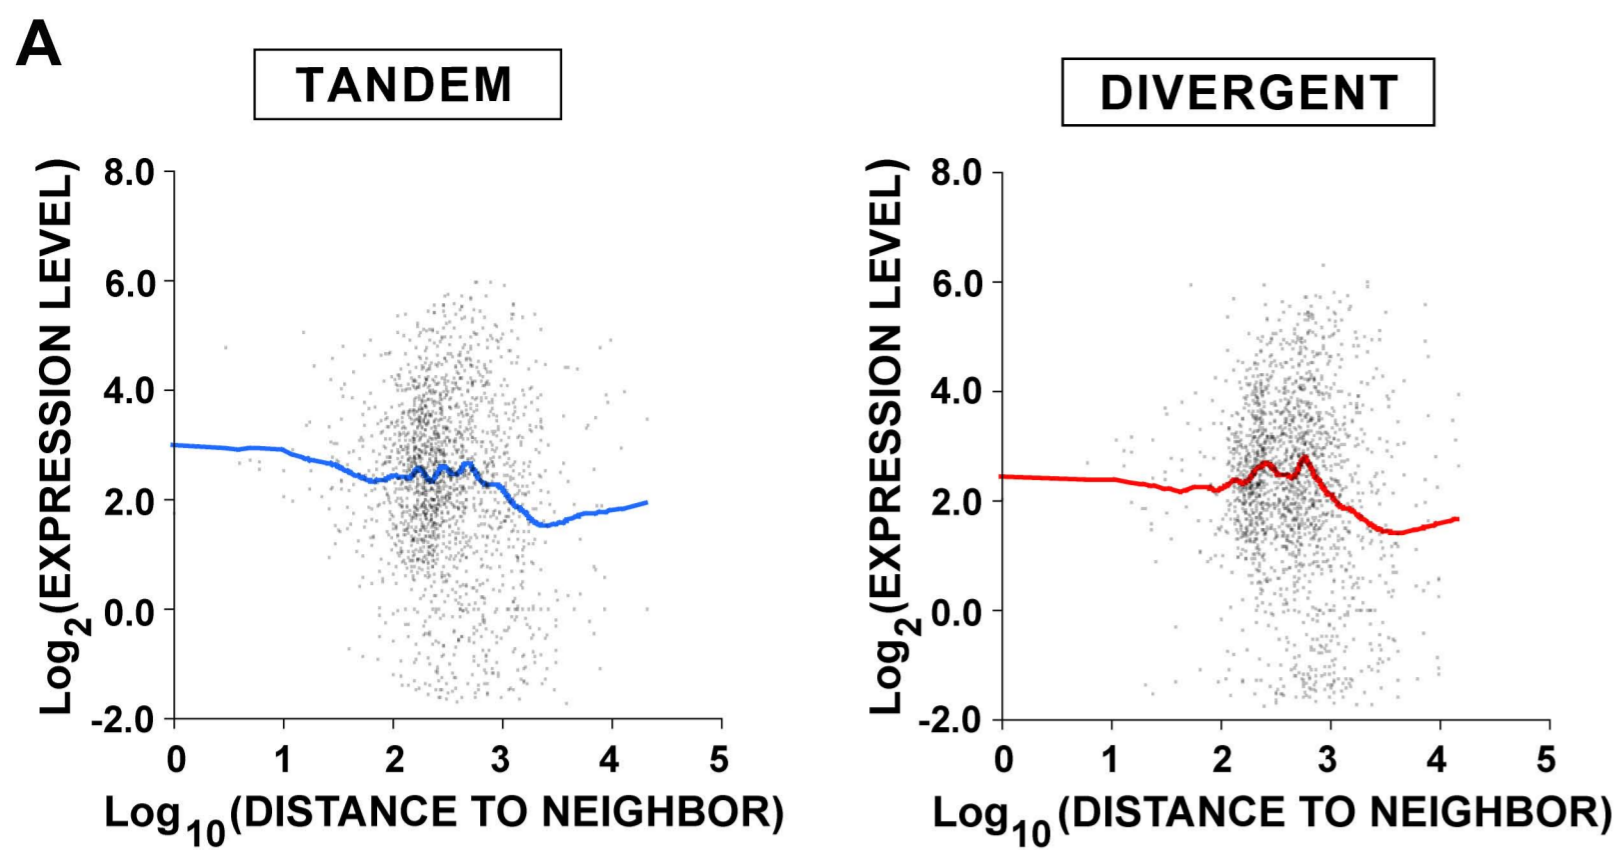 A
TANDEM
Log2(EXPRESSION LEVEL)
8.0
6.0
4.0
2.0
0.0
-2.0
0 1 2 3 4 5
Log10(DISTANCE TO NEIGHBOR)
DIVERGENT
Log2(EXPRESSION LEVEL)
8.0
6.0
4.0
2.0
0.0
-2.0
0 1 2 3 4 5
Log10(DISTANCE TO NEIGHBOR)